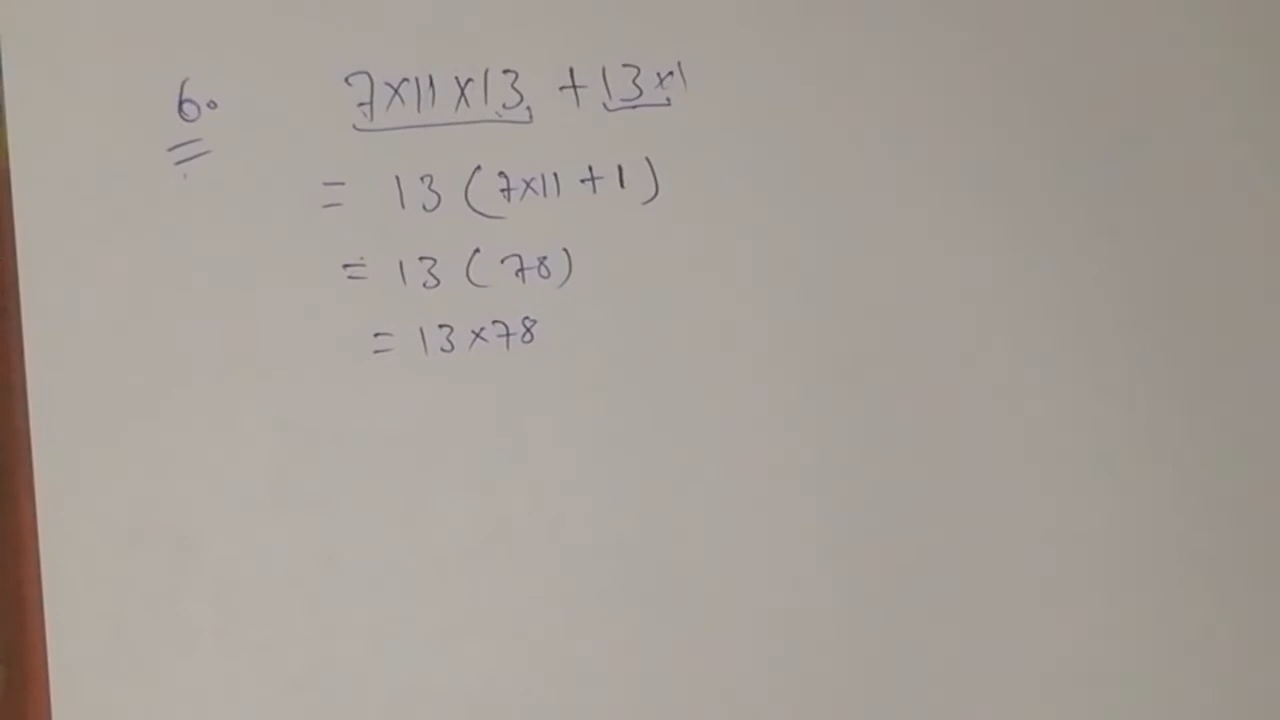 6. 7×11×13 + 13×1
= 13 (7×11 + 1)
= 13 (78)
= 13×78